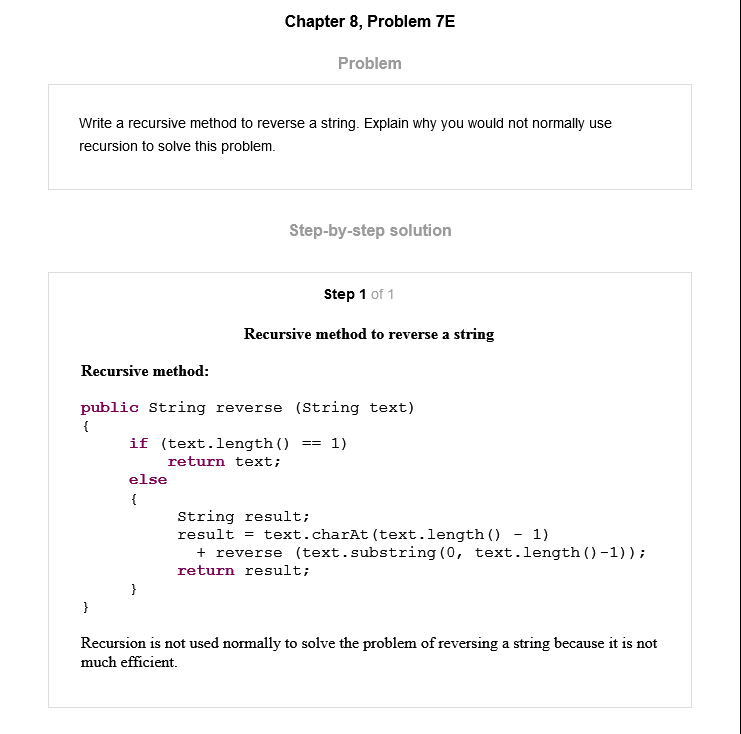 Chapter 8, Problem 7E
Problem
Write a recursive method to reverse a string. Explain why you would not normally use
recursion to solve this problem.
Step-by-step solution
Step 1 of 1
Recursive method to reverse a string
Recursive method:
public String reverse (String text)
{
if (text.length() == 1)
return text;
else
{
String result;
result = text.charAt(text.length() - 1)
+ reverse (text.substring(0, text.length()-1));
return result;
}
}
Recursion is not used normally to solve the problem of reversing a string because it is not
much efficient.